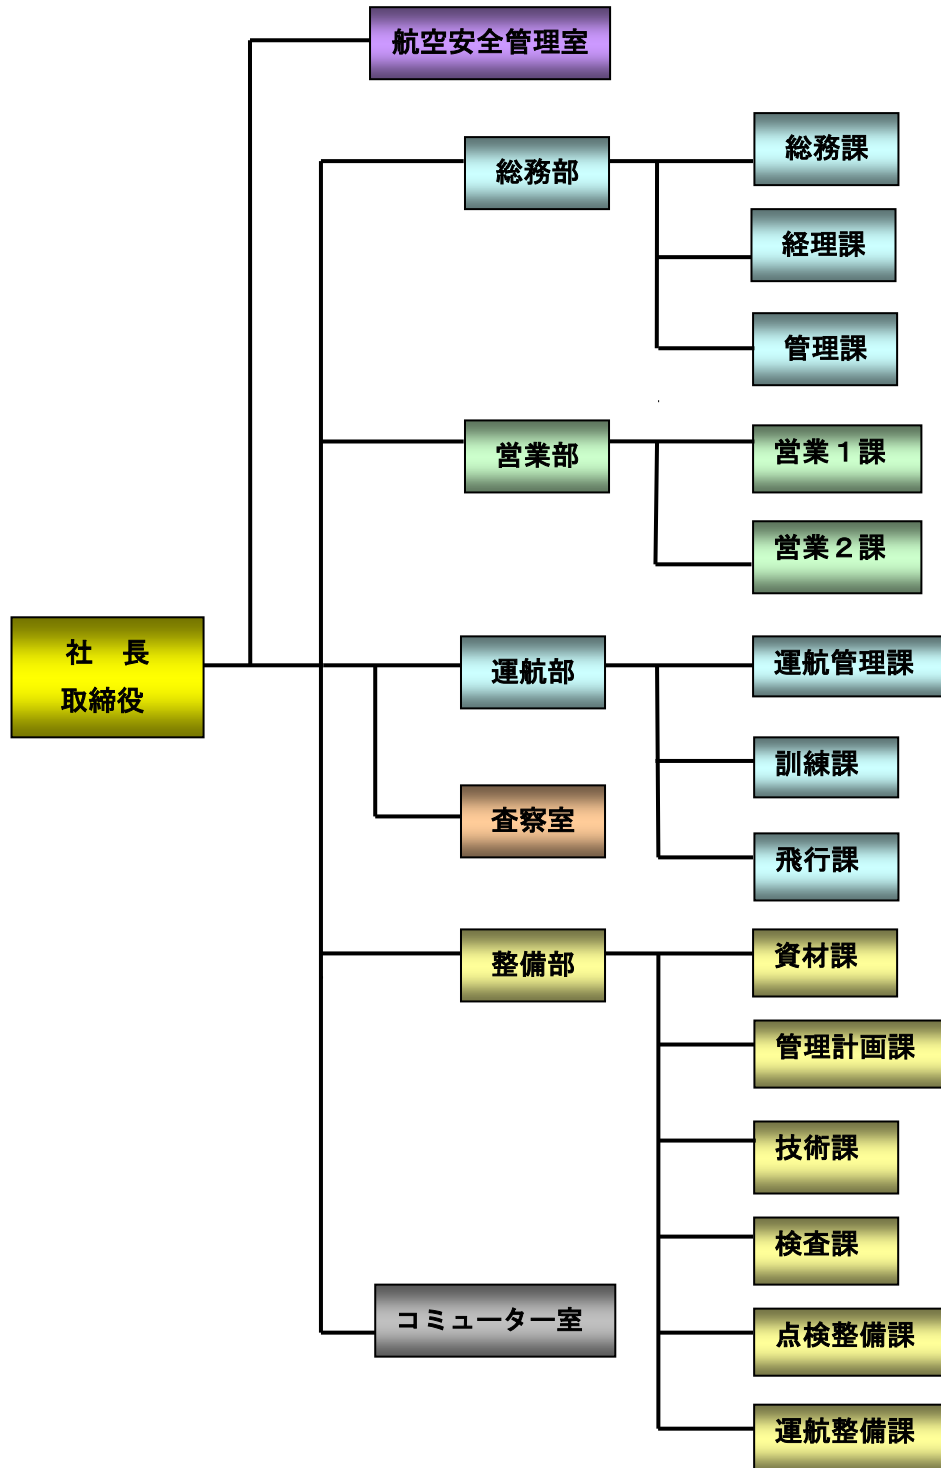 航空安全管理室
総務部
総務課
経理課
管理課
営業部
営業１課
営業２課
社　長
取締役
運航部
運航管理課
訓練課
飛行課
査察室
整備部
資材課
管理計画課
技術課
検査課
点検整備課
運航整備課
コミューター室